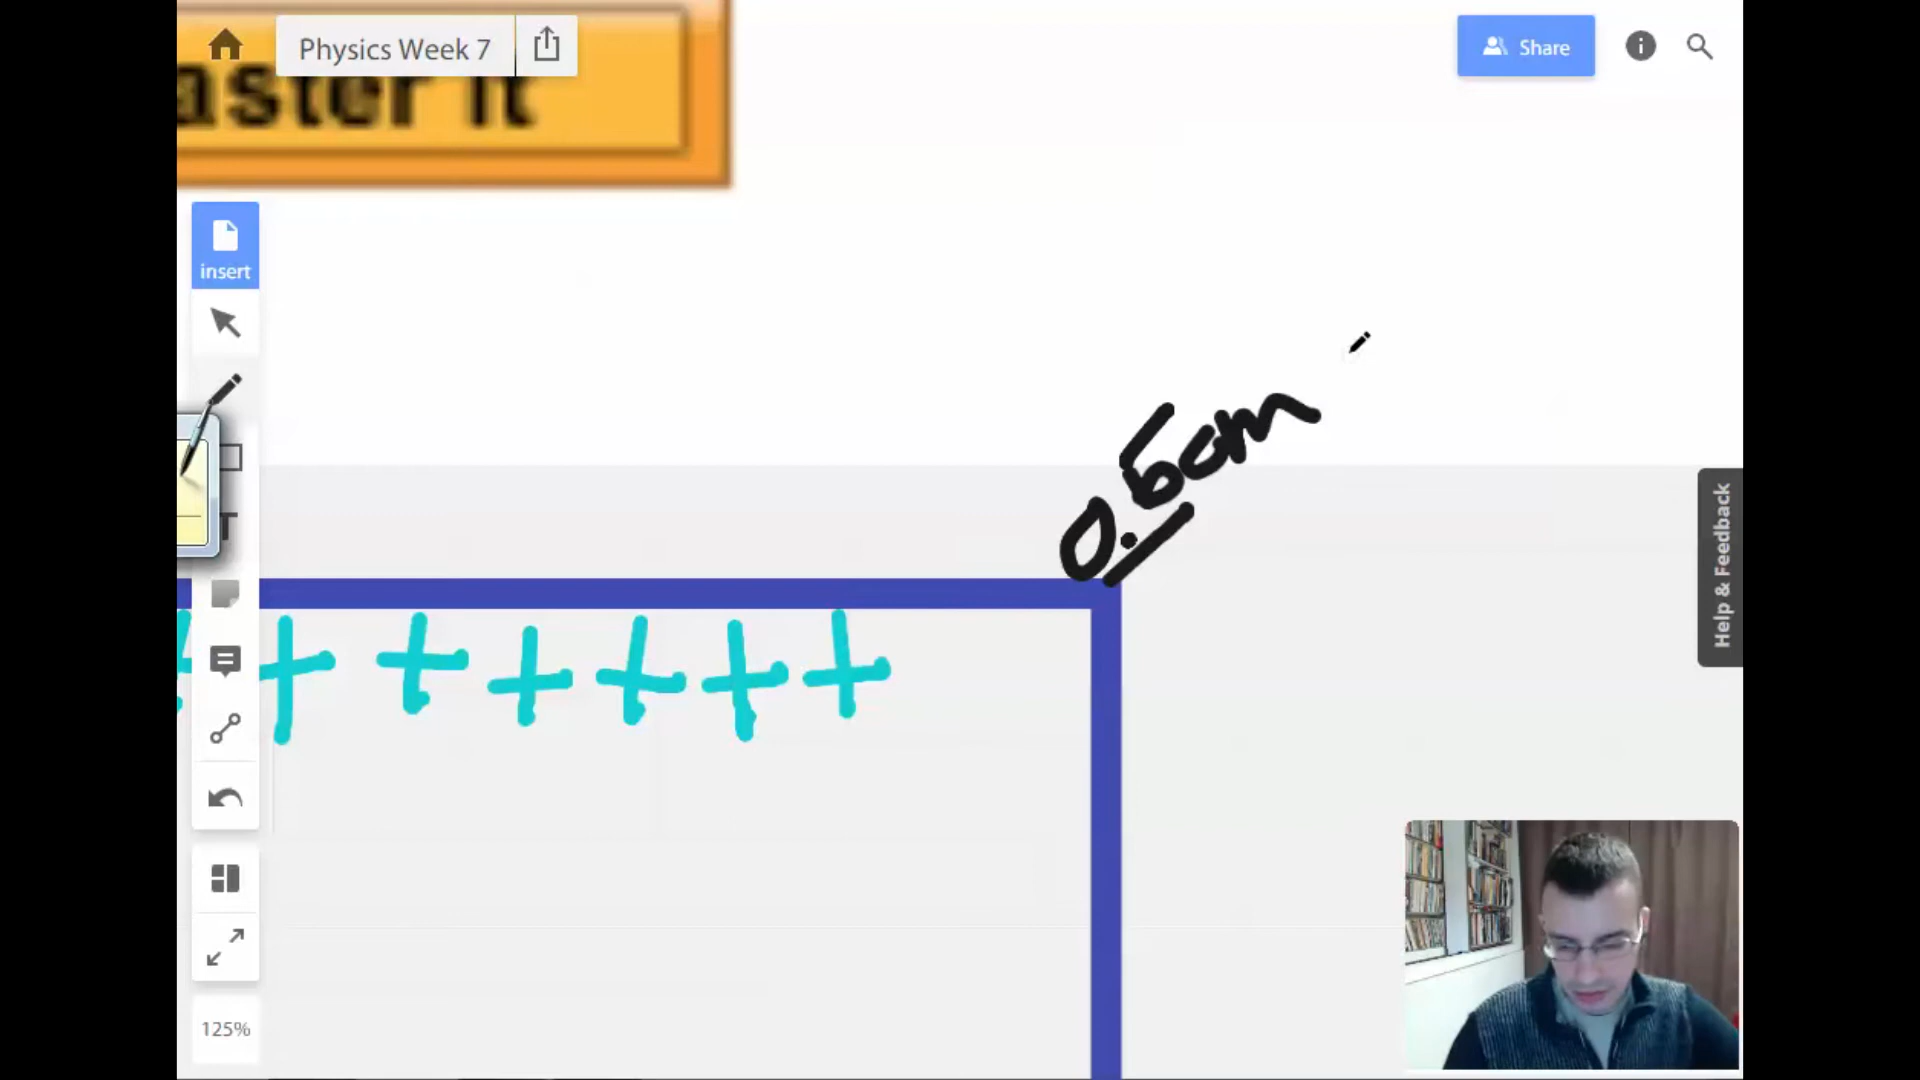 Physics Week 7
Share
aster it
insert
T
0.5cm
+ + + + + + +
Help & Feedback
125%